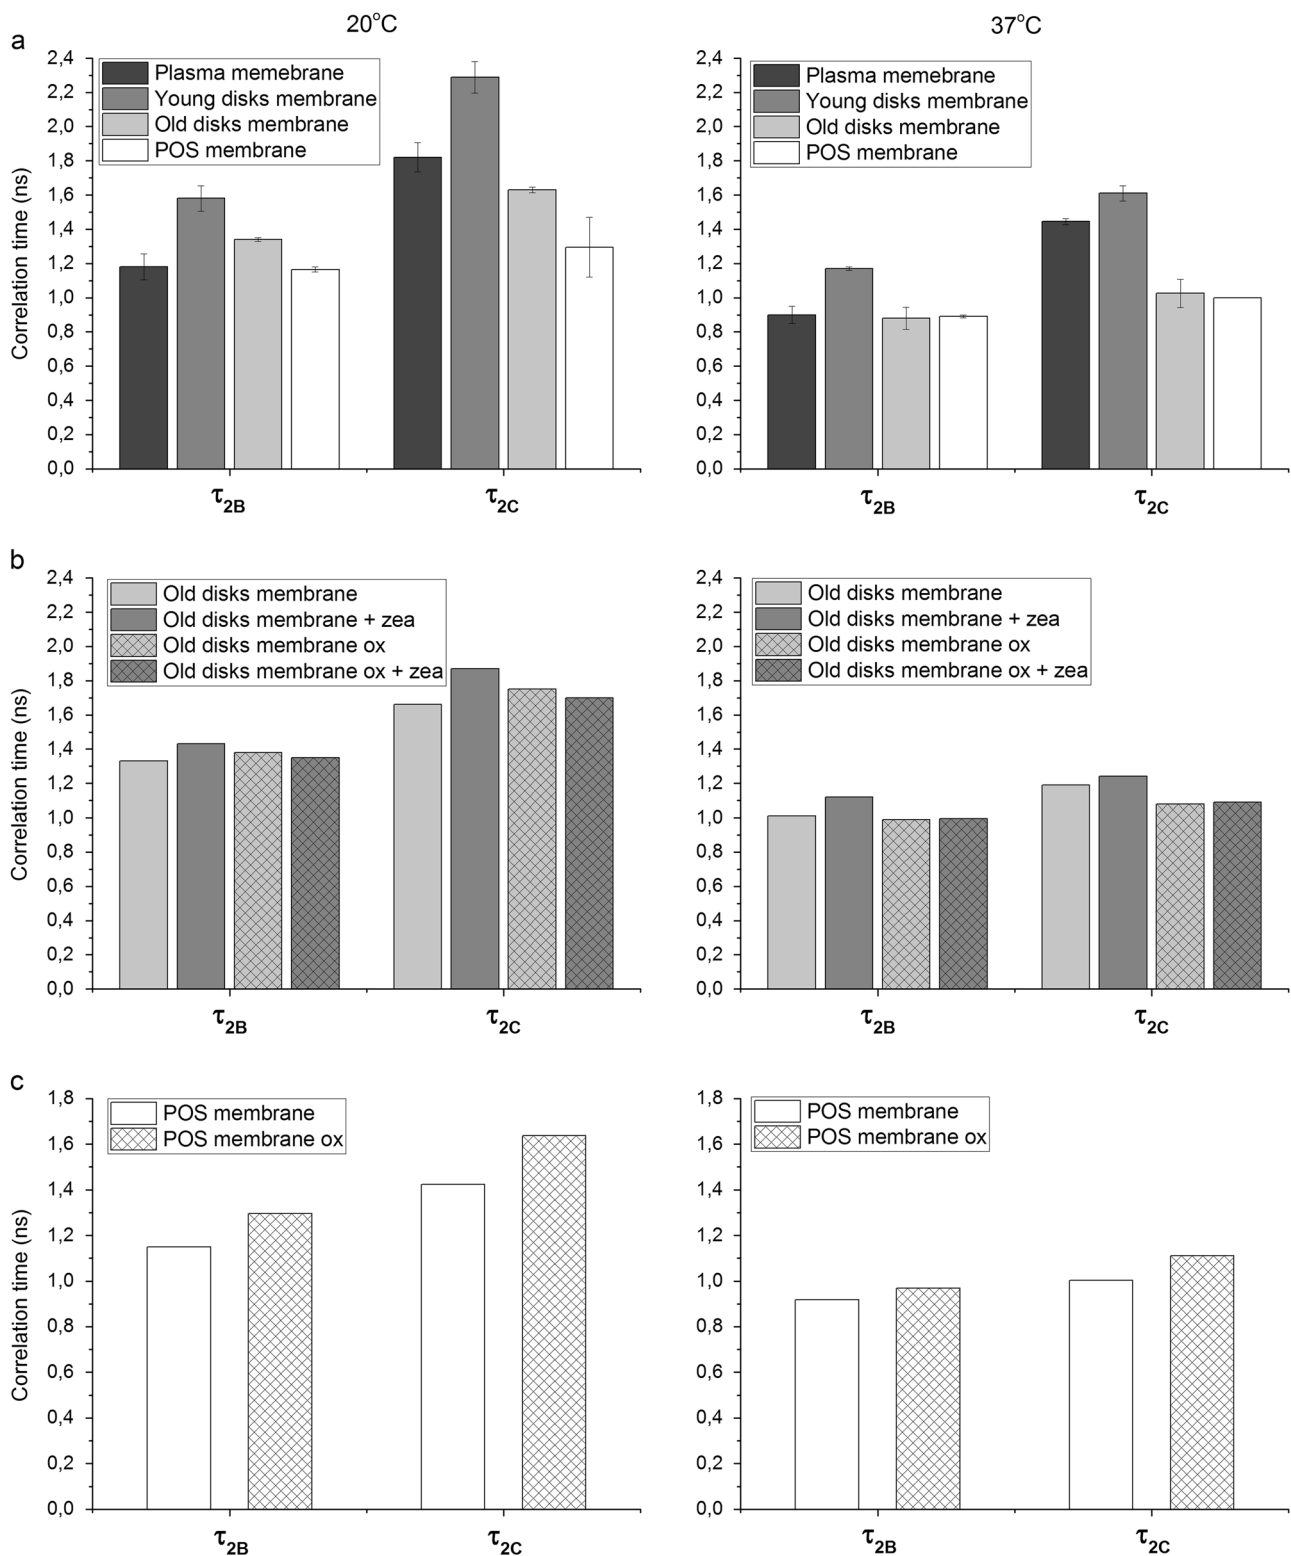 20°C
37°C
a
2,4
2,2
2,0
1,8
1,6
1,4
1,2
1,0
0,8
0,6
0,4
0,2
0,0
Correlation time (ns)
Plasma memebrane
Young disks membrane
Old disks membrane
POS membrane
τ2B
τ2C
2,4
2,2
2,0
1,8
1,6
1,4
1,2
1,0
0,8
0,6
0,4
0,2
0,0
Plasma memebrane
Young disks membrane
Old disks membrane
POS membrane
τ2B
τ2C
b
2,4
2,2
2,0
1,8
1,6
1,4
1,2
1,0
0,8
0,6
0,4
0,2
0,0
Correlation time (ns)
Old disks membrane
Old disks membrane + zea
Old disks membrane ox
Old disks membrane ox + zea
τ2B
τ2C
2,4
2,2
2,0
1,8
1,6
1,4
1,2
1,0
0,8
0,6
0,4
0,2
0,0
Old disks membrane
Old disks membrane + zea
Old disks membrane ox
Old disks membrane ox + zea
τ2B
τ2C
c
1,8
1,6
1,4
1,2
1,0
0,8
0,6
0,4
0,2
0,0
Correlation time (ns)
POS membrane
POS membrane ox
τ2B
τ2C
1,8
1,6
1,4
1,2
1,0
0,8
0,6
0,4
0,2
0,0
POS membrane
POS membrane ox
τ2B
τ2C